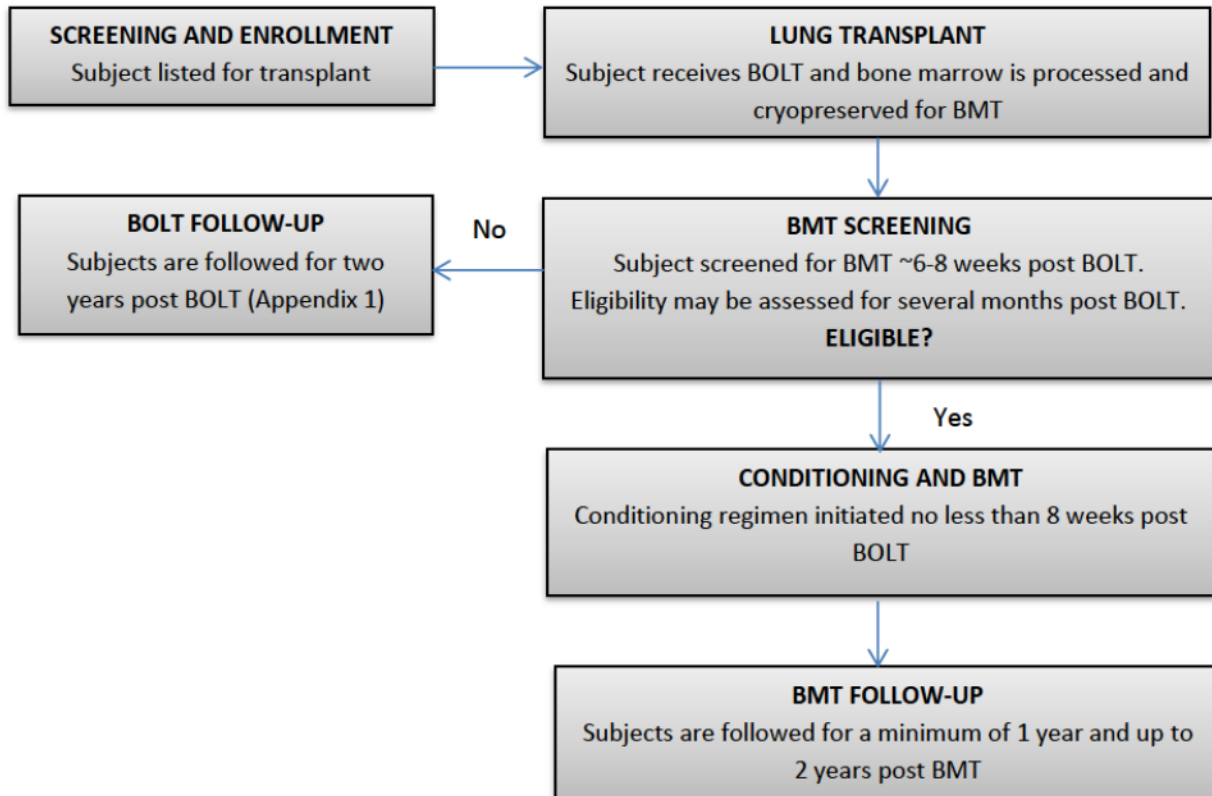 SCREENING AND ENROLLMENT
Subject listed for transplant
LUNG TRANSPLANT
Subject receives BOLT and bone marrow is processed and
cryopreserved for BMT
BOLT FOLLOW-UP
Subjects are followed for two
years post BOLT (Appendix 1)
No
BMT SCREENING
Subject screened for BMT ~6-8 weeks post BOLT.
Eligibility may be assessed for several months post BOLT.
ELIGIBLE?
Yes
CONDITIONING AND BMT
Conditioning regimen initiated no less than 8 weeks post
BOLT
BMT FOLLOW-UP
Subjects are followed for a minimum of 1 year and up to
2 years post BMT